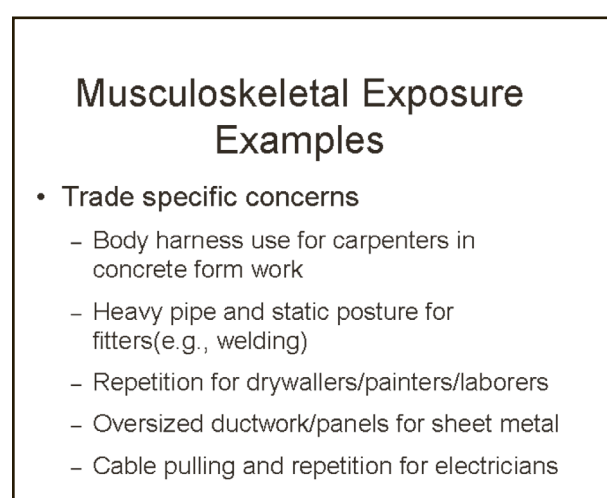 Musculoskeletal Exposure
Examples
• Trade specific concerns
– Body harness use for carpenters in
concrete form work
– Heavy pipe and static posture for
fitters(e.g., welding)
– Repetition for drywallers/painters/laborers
– Oversized ductwork/panels for sheet metal
– Cable pulling and repetition for electricians